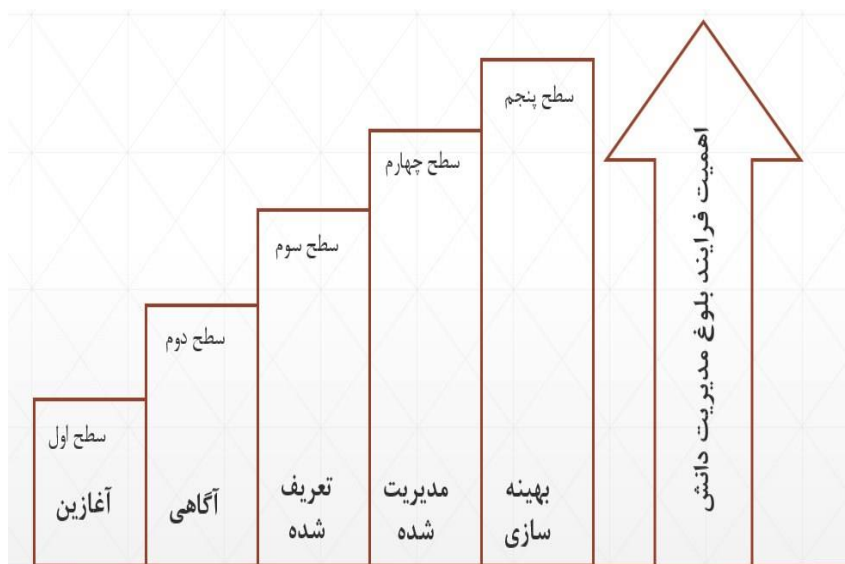 سطح اول
آغازین
سطح دوم
آگاهی
سطح سوم
تعریف
شده
سطح چهارم
مدیریت
شده
سطح پنجم
بهینه
سازی
اهمیت فرایند بلوغ مدیریت دانش